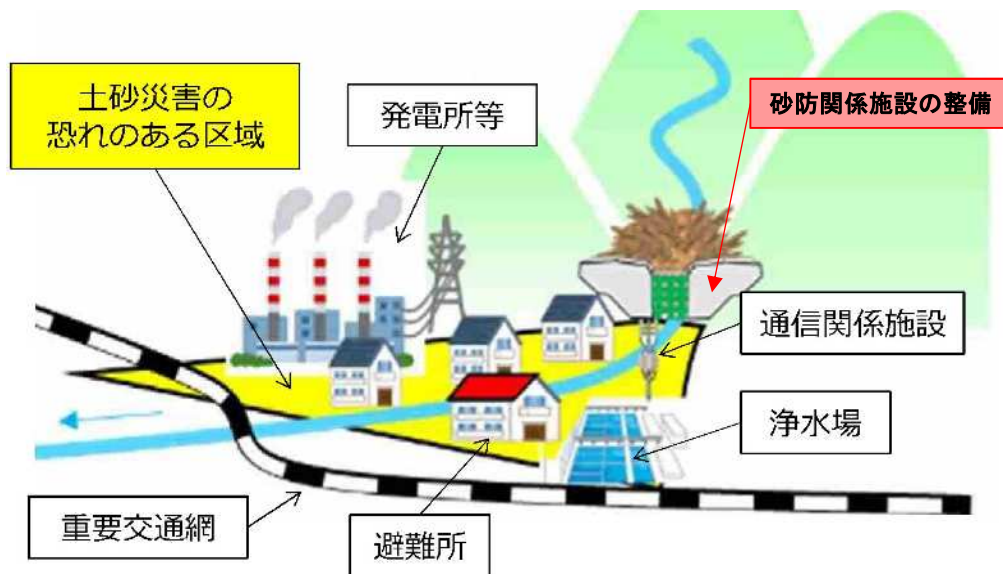 土砂災害の
恐れのある区域
発電所等
砂防関係施設の整備
通信関係施設
浄水場
重要交通網
避難所